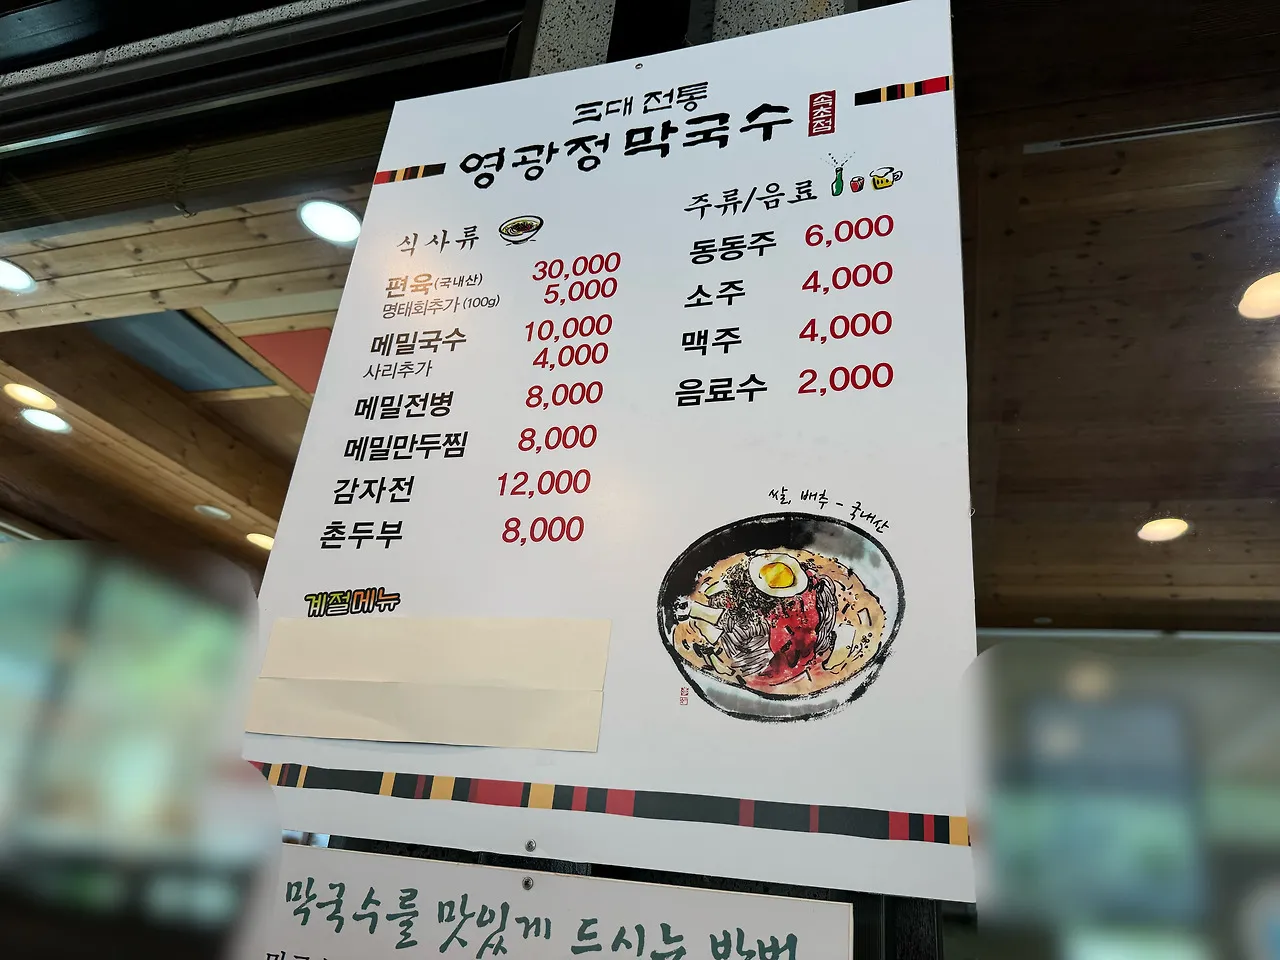 三대 전통
영광정 막국수 속초점
식사류
편육(국내산) 30,000
명태회추가 (100g) 5,000
메밀국수 10,000
사리추가 4,000
메밀전병 8,000
메밀만두찜 8,000
감자전 12,000
촌두부 8,000
계절메뉴
주류/음료
동동주 6,000
소주 4,000
맥주 4,000
음료수 2,000
쌀, 배추 - 국내산
막국수를 맛있게 드시는 방법